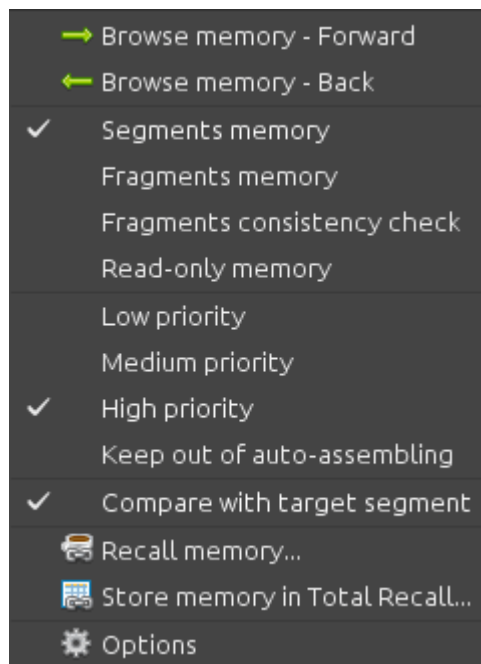 Browse memory - Forward
Browse memory - Back
Segments memory
Fragments memory
Fragments consistency check
Read-only memory
Low priority
Medium priority
High priority
Keep out of auto-assembling
Compare with target segment
Recall memory...
Store memory in Total Recall...
Options